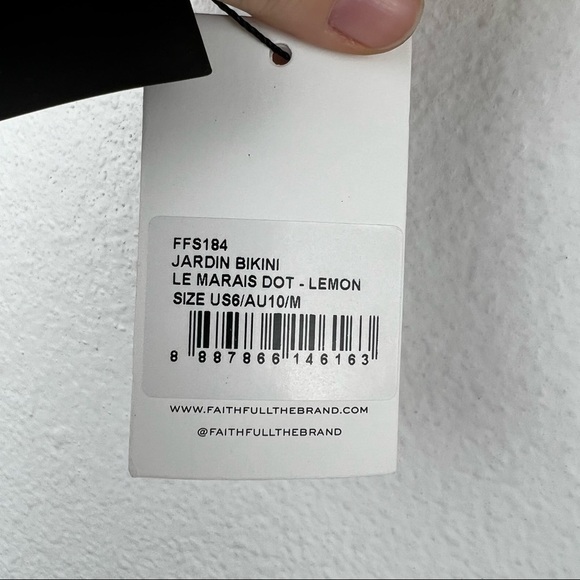 FFS184
JARDIN BIKINI
LE MARAIS DOT - LEMON
SIZE US6/AU10/M
8 887866 146163
WWW.FAITHFULLTHEBRAND.COM
@FAITHFULLTHEBRAND